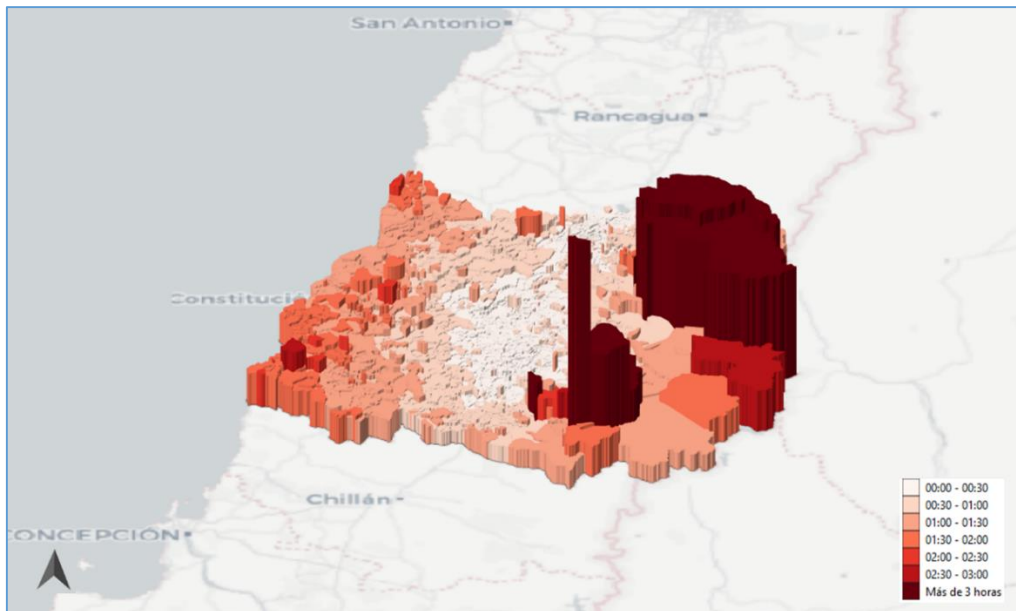 San Antonio
Rancagua
Constitució
Chillán
CONCEPCIÓN
00:00 - 00:30
00:30 - 01:00
01:00 - 01:30
01:30 - 02:00
02:00 - 02:30
02:30 - 03:00
Más de 3 horas